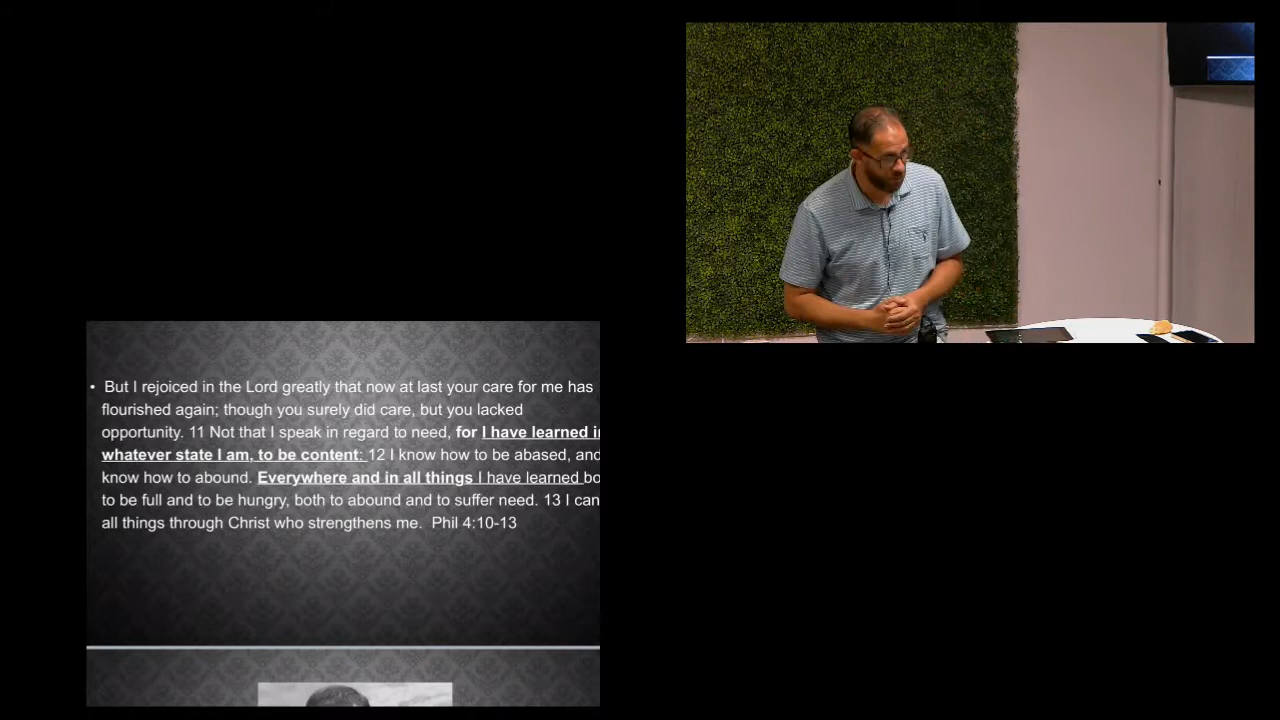 • But I rejoiced in the Lord greatly that now at last your care for me has
flourished again; though you surely did care, but you lacked
opportunity. 11 Not that I speak in regard to need, for I have learned in
whatever state I am, to be content: 12 I know how to be abased, and
know how to abound. Everywhere and in all things I have learned bo
to be full and to be hungry, both to abound and to suffer need. 13 I can
all things through Christ who strengthens me. Phil 4:10-13